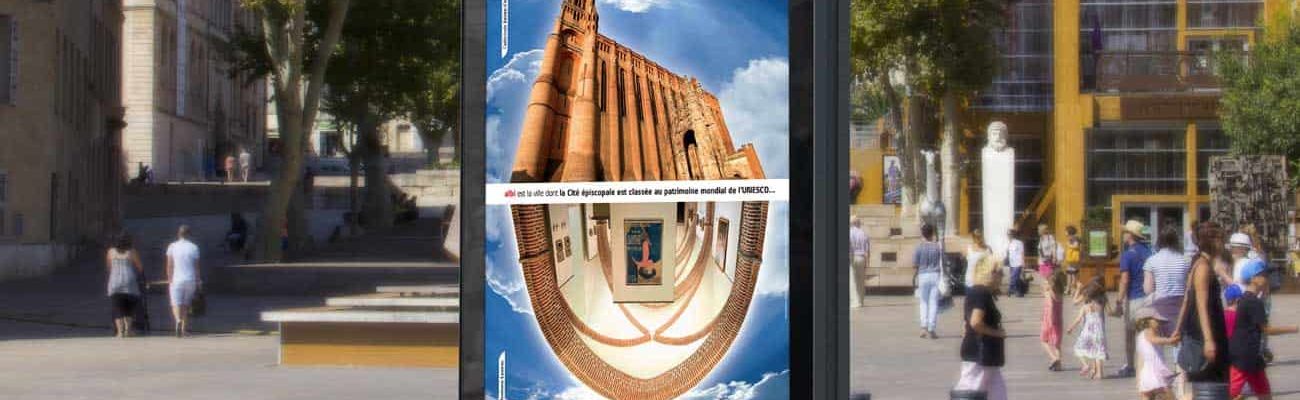 albi est la ville dont la Cité épiscopale est classée au patrimoine mondial de l'UNESCO...